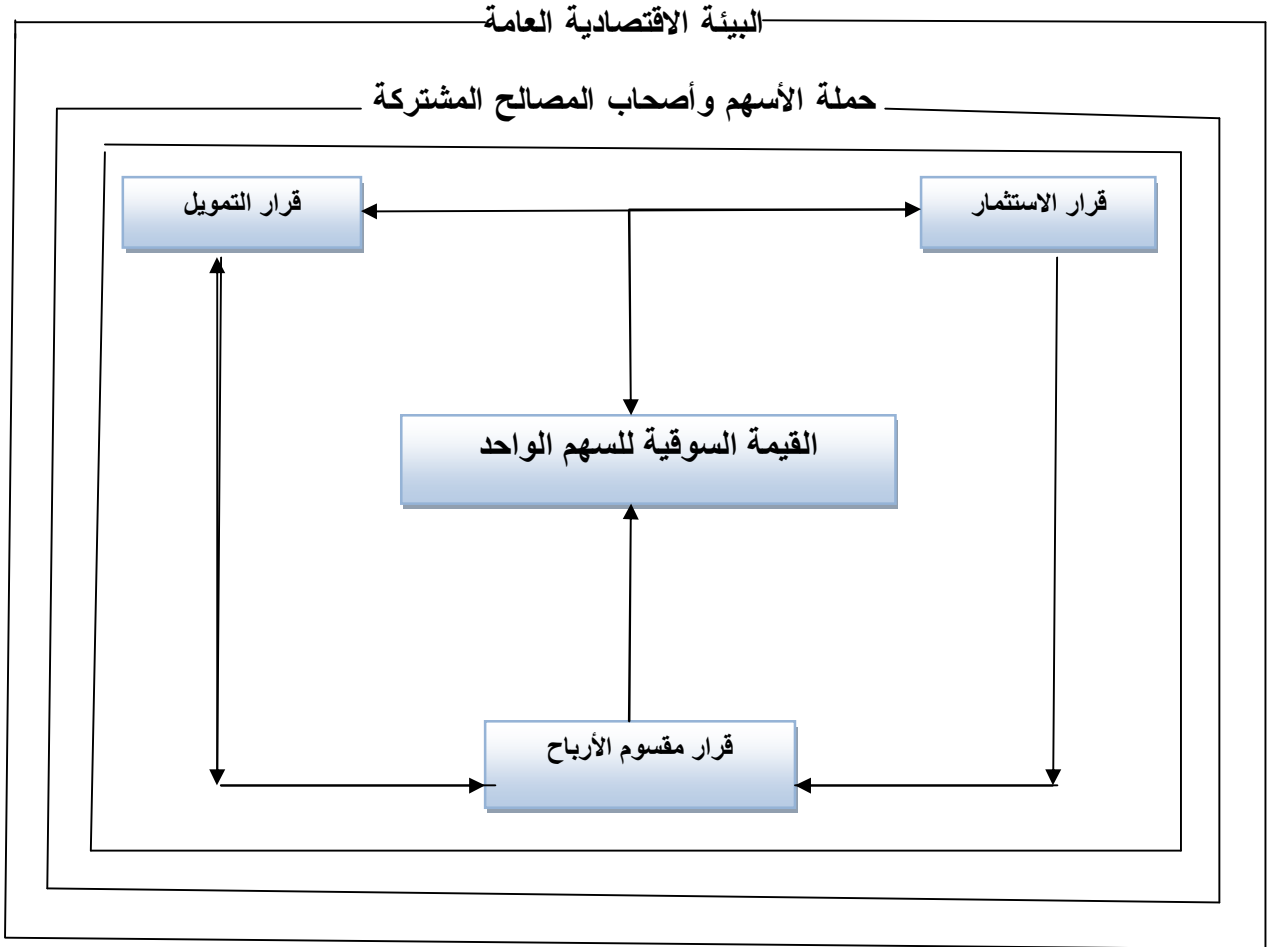 البيئة الاقتصادية العامة
حملة الأسهم وأصحاب المصالح المشتركة
قرار الاستثمار
قرار التمويل
القيمة السوقية للسهم الواحد
قرار مقسوم الأرباح